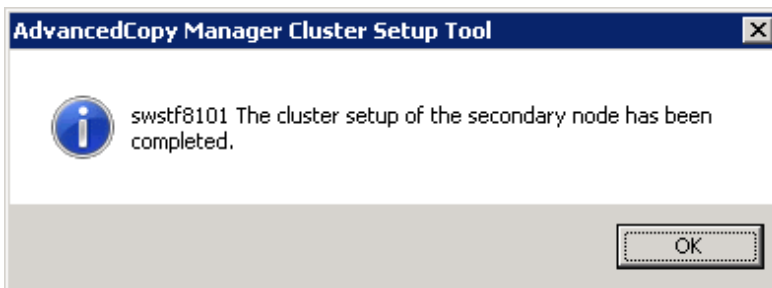 AdvancedCopy Manager Cluster Setup Tool
swstf8101 The cluster setup of the secondary node has been
completed.
OK